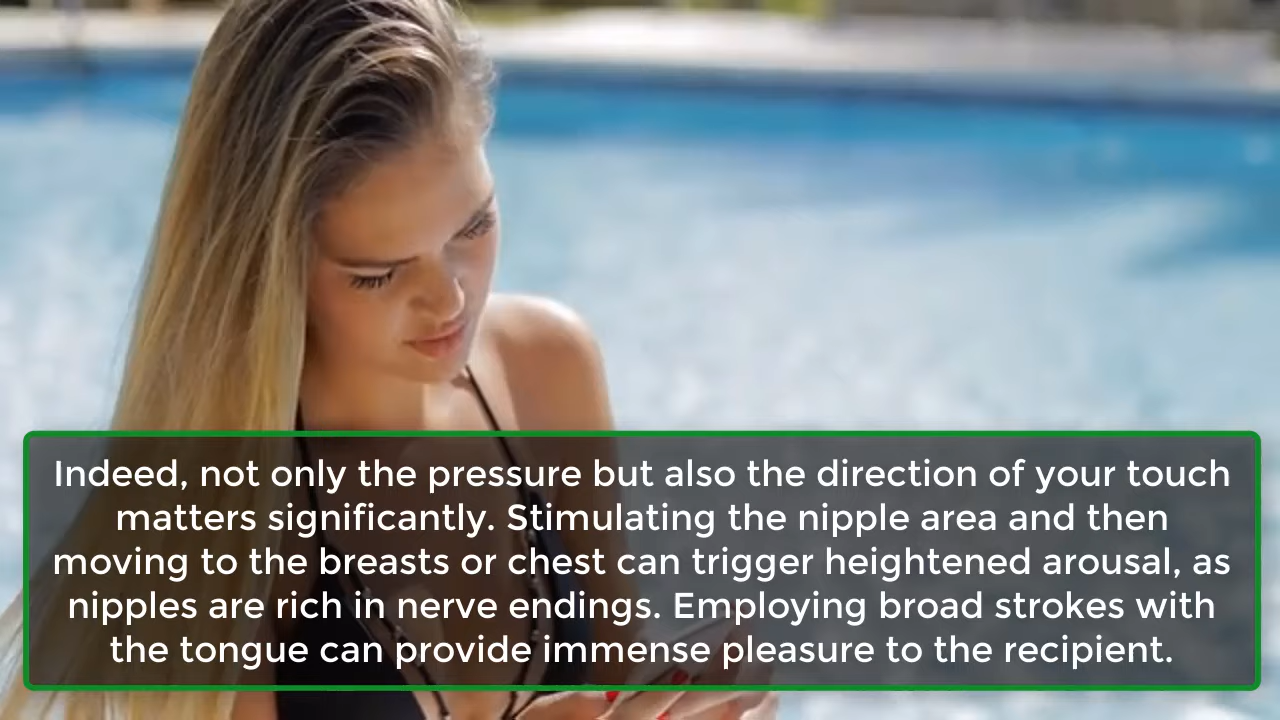 Indeed, not only the pressure but also the direction of your touch
matters significantly. Stimulating the nipple area and then
moving to the breasts or chest can trigger heightened arousal, as
nipples are rich in nerve endings. Employing broad strokes with
the tongue can provide immense pleasure to the recipient.